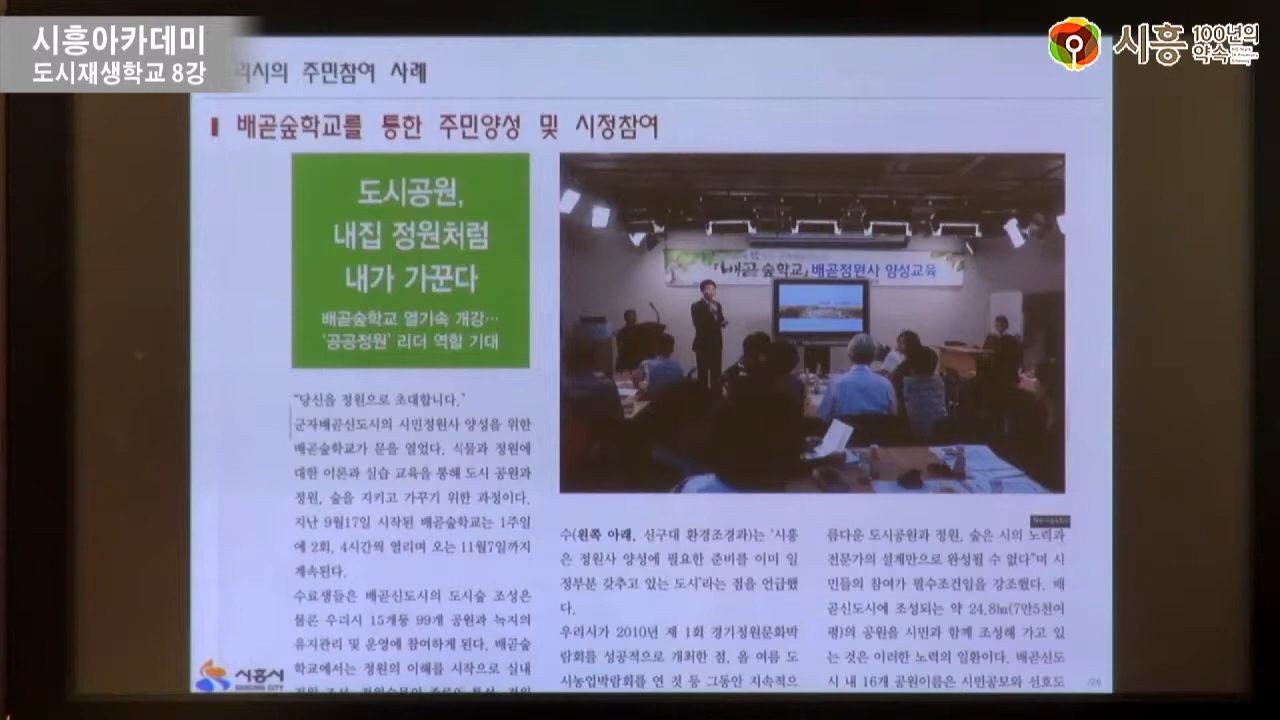 시흥아카데미
도시재생학교 8강
시흥 100년의 약속
리시의 주민참여 사례
배곧숲학교를 통한 주민양성 및 시정참여
도시공원,
내집 정원처럼
내가 가꾼다
배곧숲학교 열기속 개강…
‘공공정원’ 리더 역할 기대
「배곧숲학교」 배곧정원사 양성교육
“당신을 정원으로 초대합니다.”
군자배곧신도시의 시민정원사 양성을 위한
배곧숲학교가 문을 열었다. 식물과 정원에
대한 이론과 실습 교육을 통해 도시 공원과
정원, 숲을 지키고 가꾸기 위한 과정이다.
지난 9월17일 시작된 배곧숲학교는 1주일
에 2회, 4시간씩 열리며 오는 11월7일까지
계속된다.
수료생들은 배곧신도시의 도시숲 조성은
물론 우리시 15개동 99개 공원과 녹지의
유지관리 및 운영에 참여하게 된다. 배곧숲
학교에서는 정원의 이해를 시작으로 실내
수(왼쪽 아래, 신구대 환경조경과)는 ‘시흥
은 정원사 양성에 필요한 준비를 이미 일
정부분 갖추고 있는 도시’라는 점을 언급했
다.
우리시가 2010년 제 1회 경기정원문화박
람회를 성공적으로 개최한 점, 올 여름 도
시농업박람회를 연 것 등 그동안 지속적으
름다운 도시공원과 정원, 숲은 시의 노력과
전문가의 설계만으로 완성될 수 없다”며 시
민들의 참여가 필수조건임을 강조했다. 배
곧신도시에 조성되는 약 24.8ha(7만5천여
평)의 공원을 시민과 함께 조성해 가고 있
는 것은 이러한 노력의 일환이다. 배곧신도
시 내 16개 공원이름은 시민공모와 선호도
시흥시